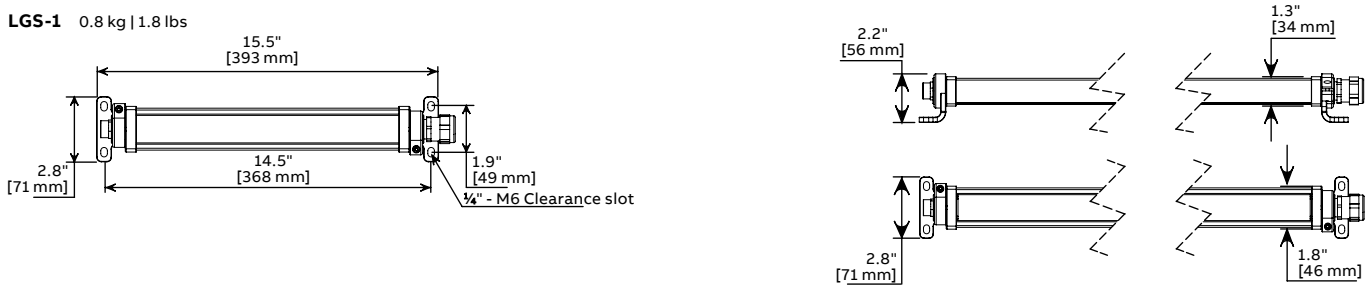 LGS-1 0.8 kg | 1.8 lbs
15.5"
[393 mm]
2.8"
[71 mm]
14.5"
[368 mm]
1.9"
[49 mm]
¼" - M6 Clearance slot
2.2"
[56 mm]
1.3"
[34 mm]
2.8"
[71 mm]
1.8"
[46 mm]